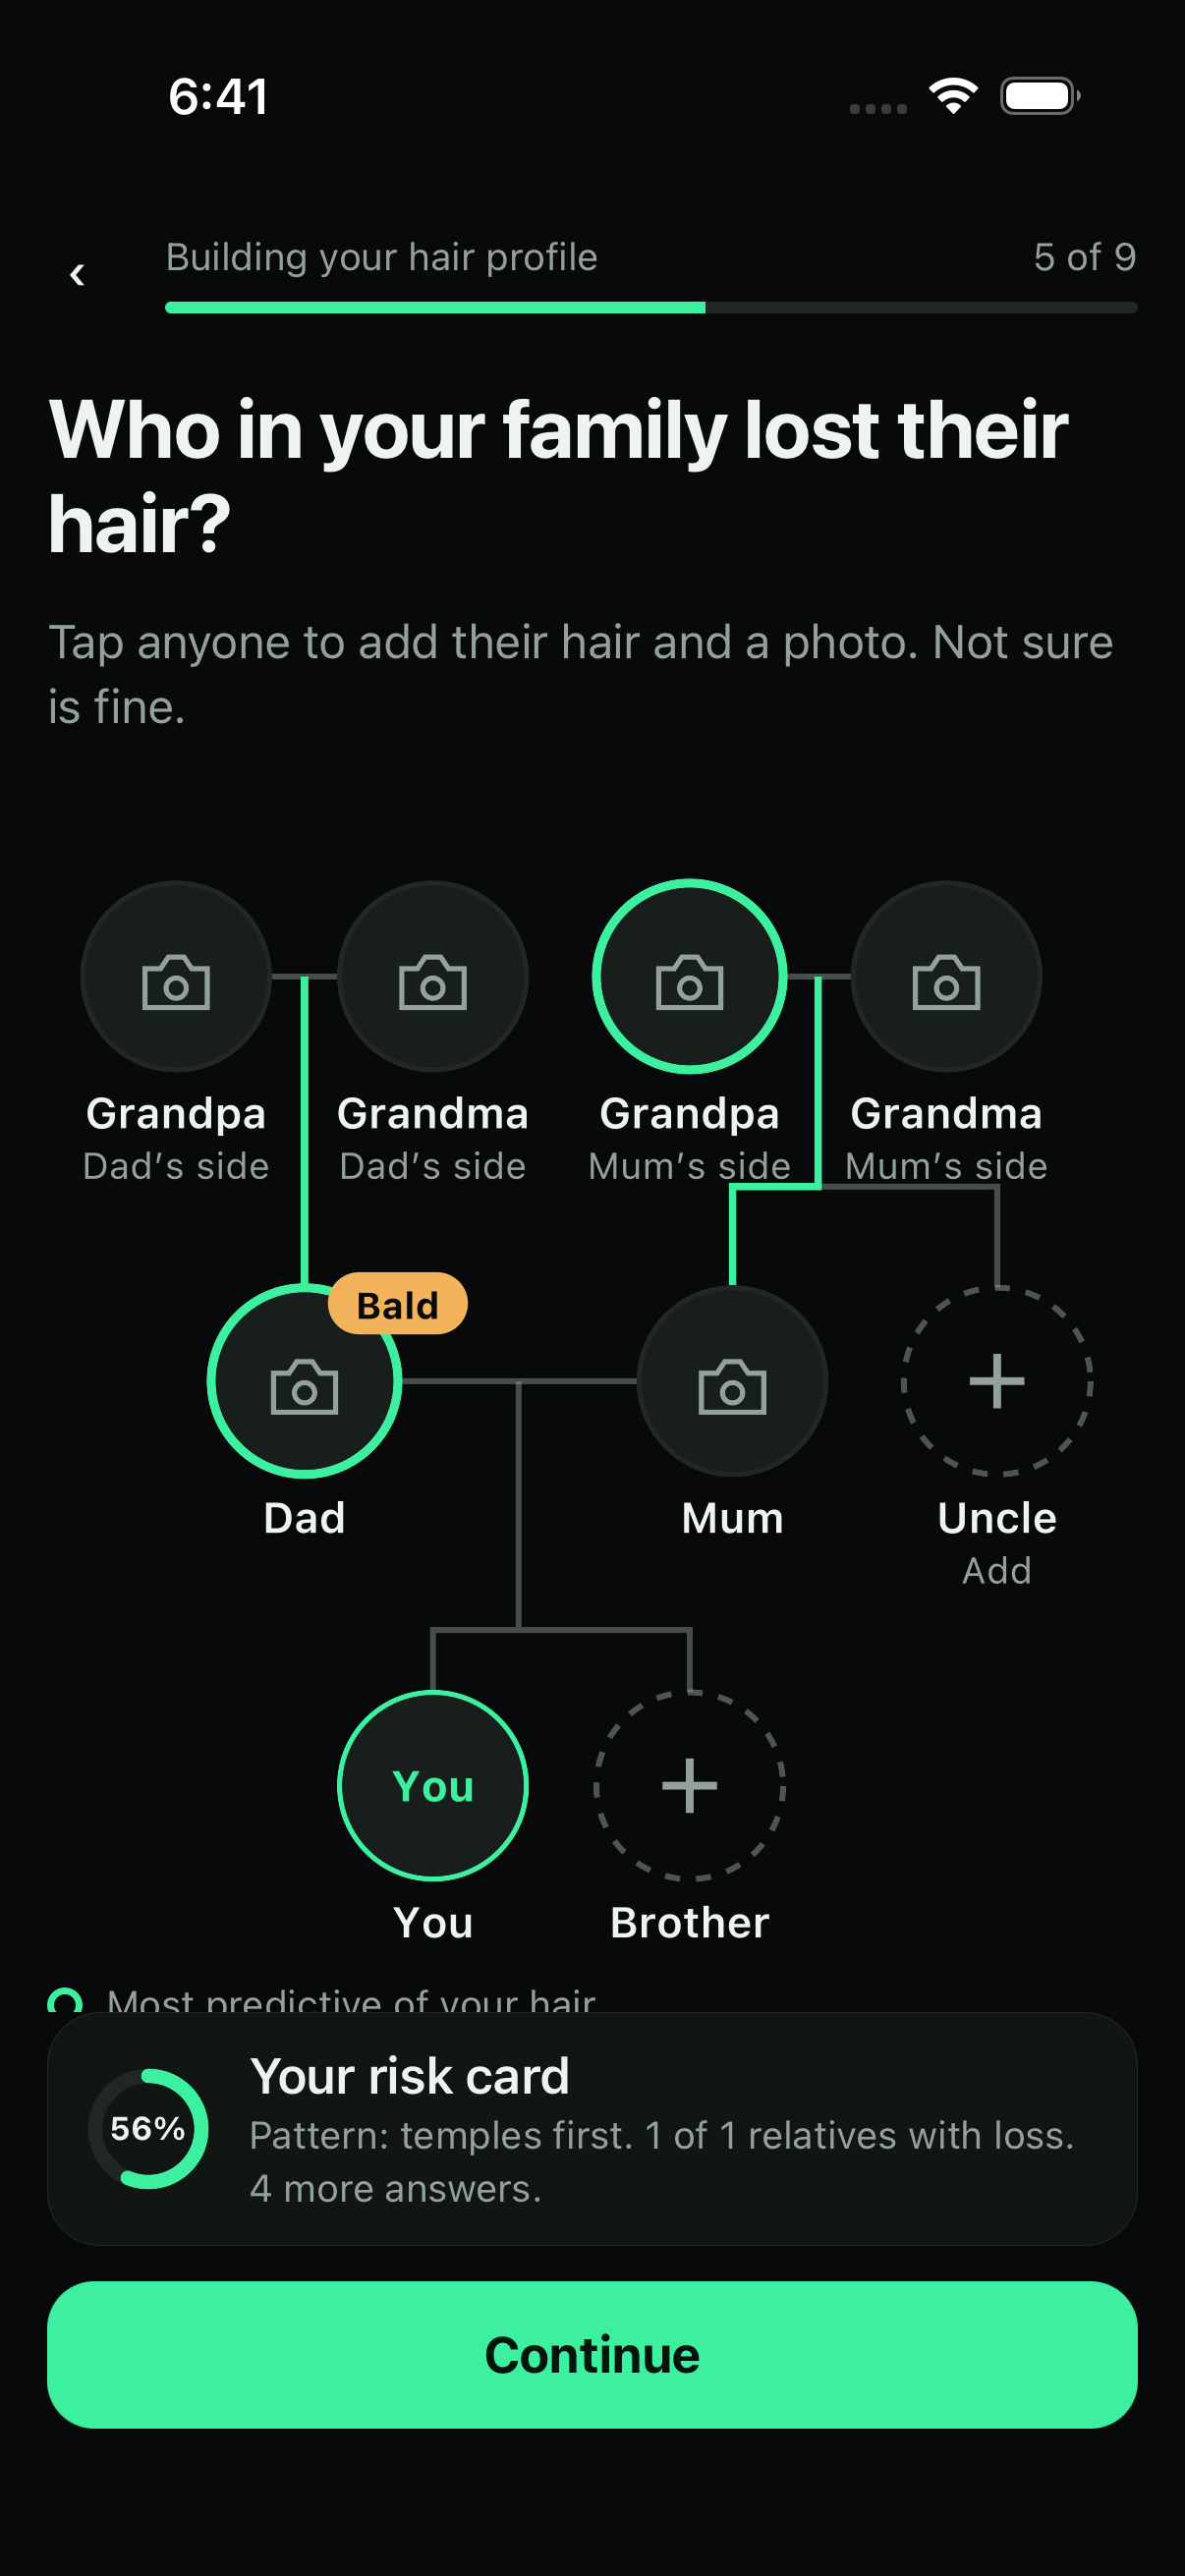 6:41
Building your hair profile 5 of 9
Who in your family lost their
hair?
Tap anyone to add their hair and a photo. Not sure
is fine.
Grandpa Grandma Grandpa Grandma
Dad’s side Dad’s side Mum’s side Mum’s side
Bald
Dad Mum Uncle
Add
You
You Brother
Most predictive of your hair
Your risk card
56%
Pattern: temples first. 1 of 1 relatives with loss.
4 more answers.
Continue